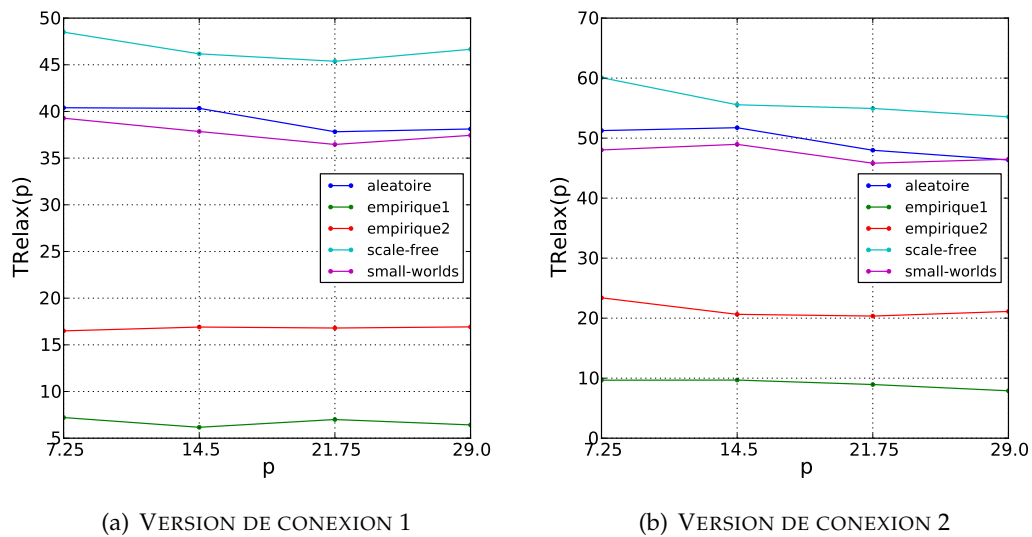 50
45
40
35
30
25
20
15
10
5
TRelax(p)
7.25
14.5
21.75
29.0
p
aleatoire
empirique1
empirique2
scale-free
small-worlds
(a) VERSION DE CONEXION 1
70
60
50
40
30
20
10
0
TRelax(p)
7.25
14.5
21.75
29.0
p
aleatoire
empirique1
empirique2
scale-free
small-worlds
(b) VERSION DE CONEXION 2